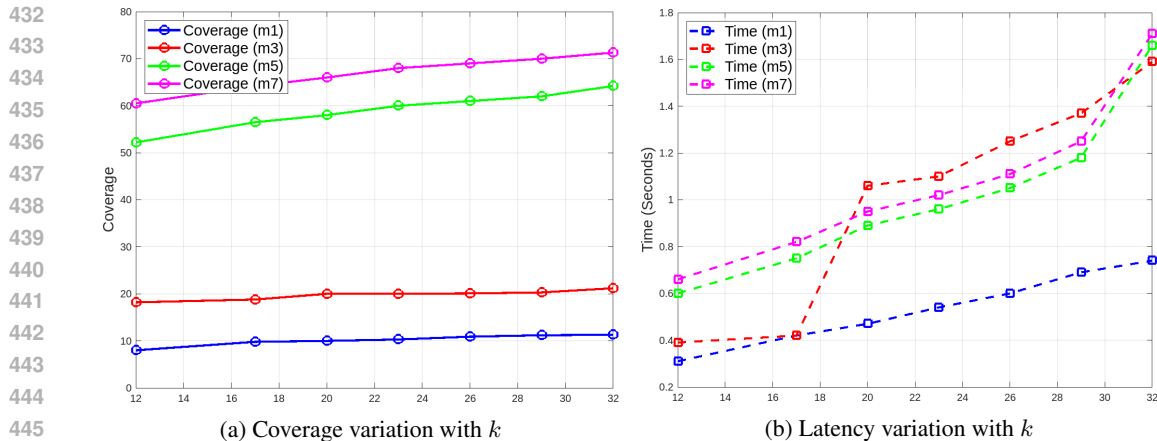 432
433
434
435
436
437
438
439
440
441
442
443
444
445
80
70
60
50
40
30
20
10
0
Coverage
Coverage (m1)
Coverage (m3)
Coverage (m5)
Coverage (m7)
12 14 16 18 20 22 24 26 28 30 32
(a) Coverage variation with k
1.8
1.6
1.4
1.2
1
0.8
0.6
0.4
0.2
Time (Seconds)
Time (m1)
Time (m3)
Time (m5)
Time (m7)
12 14 16 18 20 22 24 26 28 30 32
(b) Latency variation with k